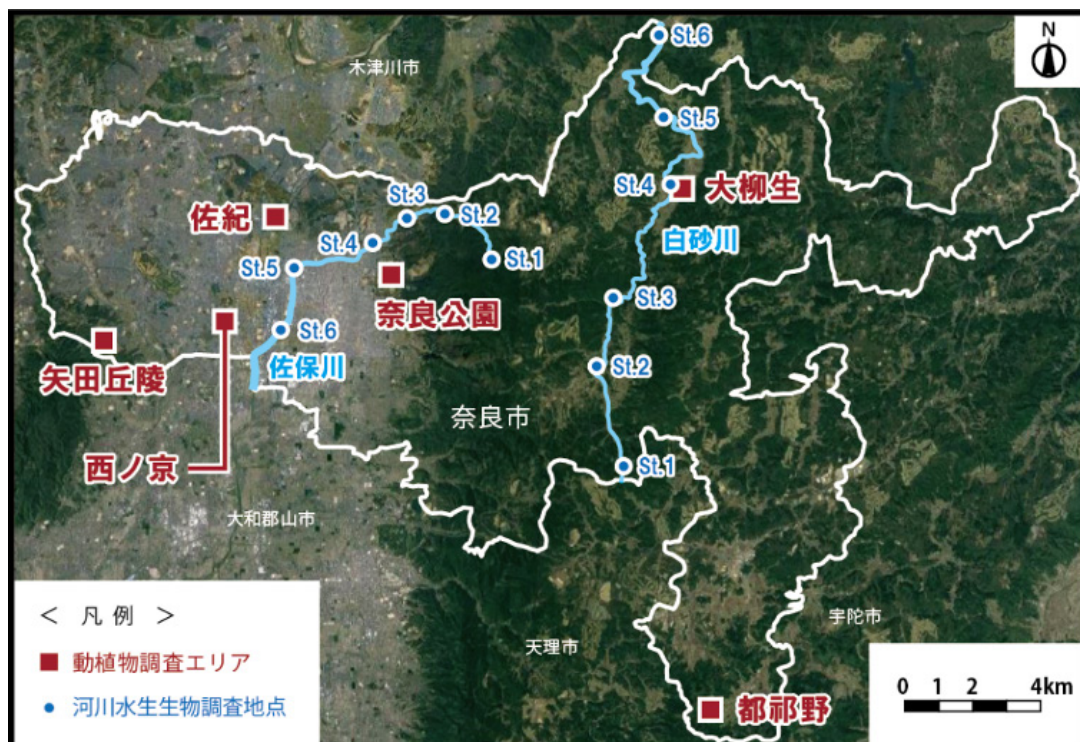 N
木津川市
St.6
St.5
St.4
大柳生
白砂川
St.3
St.2
St.1
佐紀
St.3
St.2
St.4
St.1
St.5
奈良公園
St.6
佐保川
矢田丘陵
西ノ京
奈良市
大和郡山市
天理市
宇陀市
都祁野
< 凡例 >
動植物調査エリア
河川水生生物調査地点
0 1 2 4km